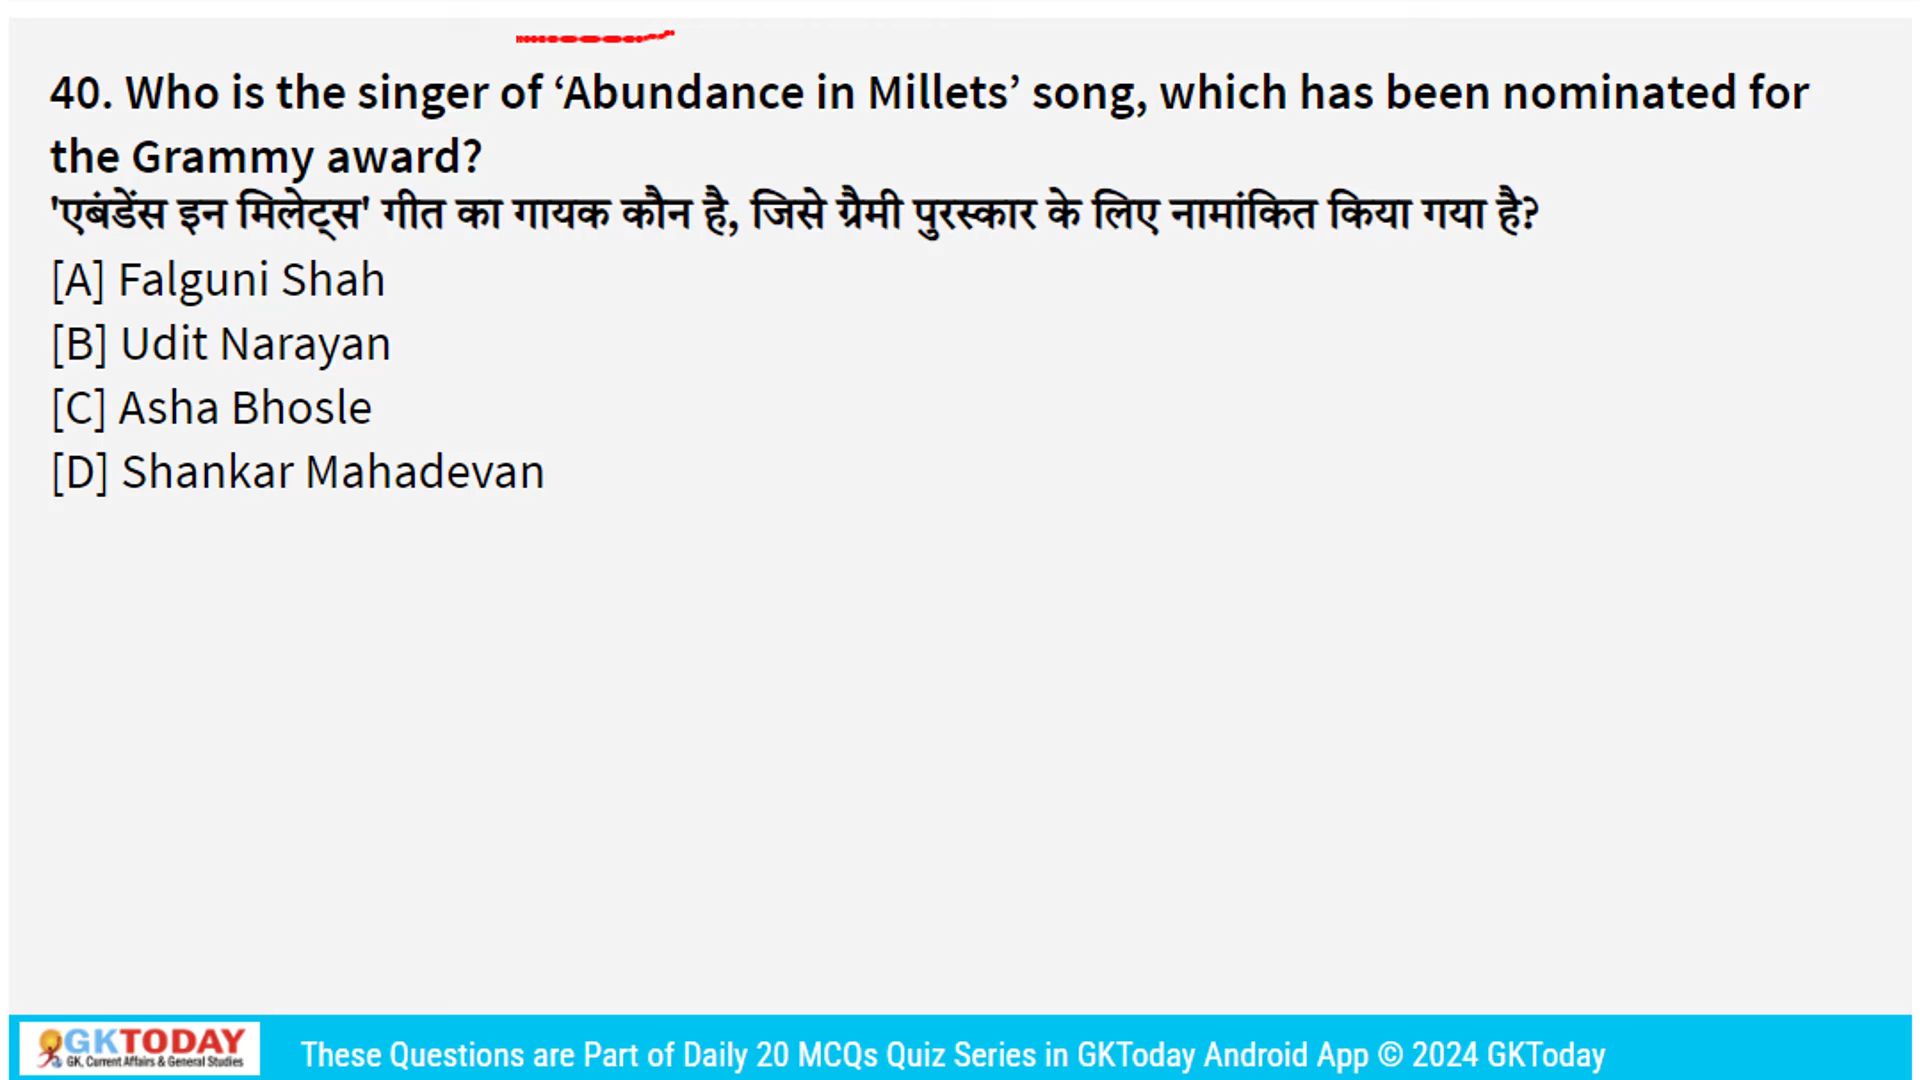 40. Who is the singer of ‘Abundance in Millets’ song, which has been nominated for
the Grammy award?
'एबंडेंस इन मिलेट्स' गीत का गायक कौन है, जिसे ग्रैमी पुरस्कार के लिए नामांकित किया गया है?
[A] Falguni Shah
[B] Udit Narayan
[C] Asha Bhosle
[D] Shankar Mahadevan
GKTODAY
GK, Current Affairs & General Studies
These Questions are Part of Daily 20 MCQs Quiz Series in GKToday Android App © 2024 GKToday